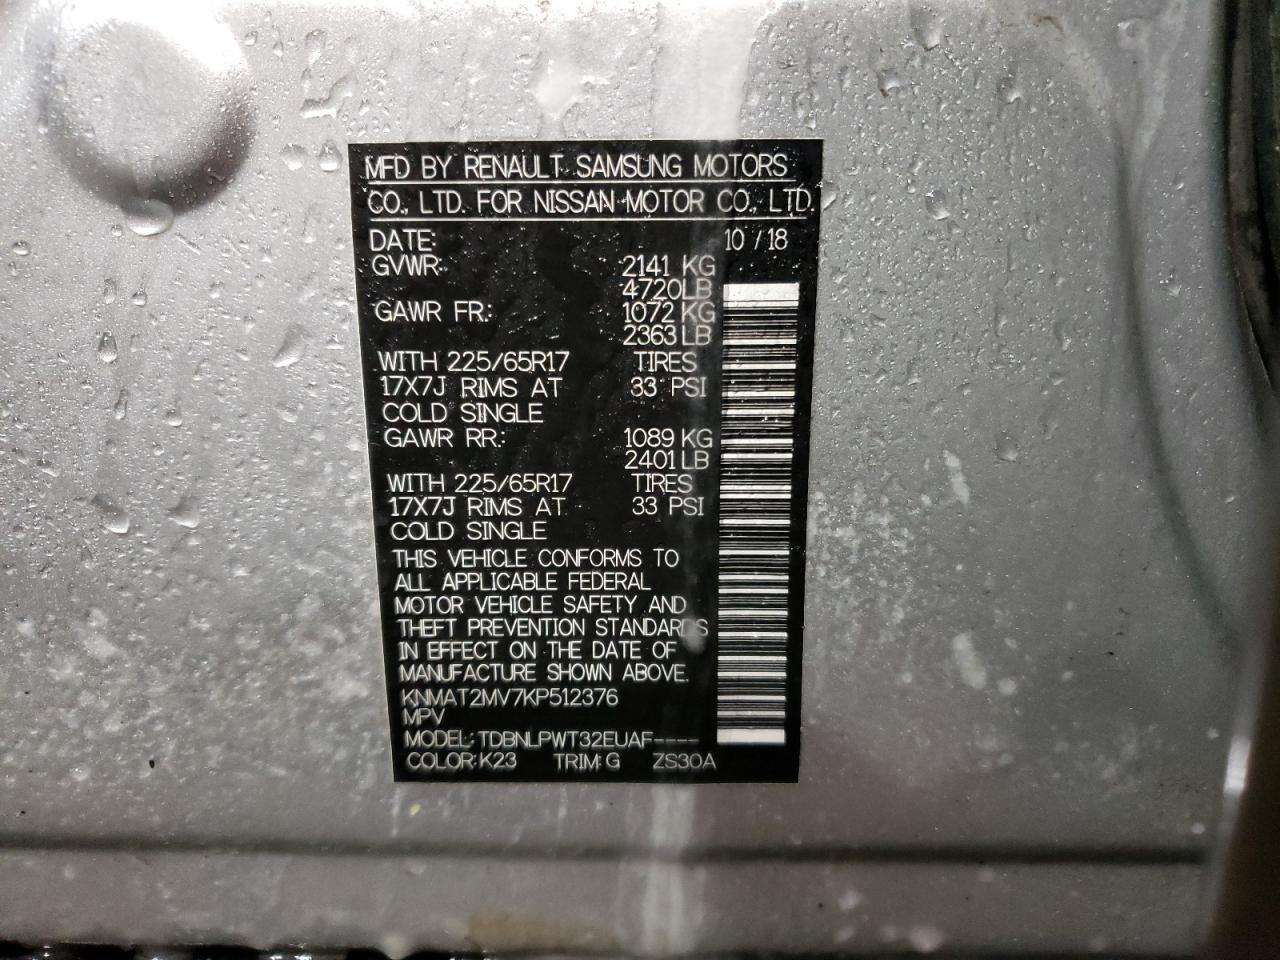 MFD BY RENAULT SAMSUNG MOTORS
CO., LTD. FOR NISSAN MOTOR CO., LTD.
DATE: 10 / 18
GVWR: 2141 KG
4720LB
GAWR FR.: 1072 KG
2363 LB
WITH 225/65R17 TIRES
17X7J RIMS AT 33 PSI
COLD SINGLE
GAWR RR.: 1089 KG
2401 LB
WITH 225/65R17 TIRES
17X7J RIMS AT 33 PSI
COLD SINGLE
THIS VEHICLE CONFORMS TO
ALL APPLICABLE FEDERAL
MOTOR VEHICLE SAFETY AND
THEFT PREVENTION STANDARDS
IN EFFECT ON THE DATE OF
MANUFACTURE SHOWN ABOVE.
KNMAT2MV7KP512376
MPV
MODEL: TDBNLPWT32EUAF----
COLOR: K23 TRIM: G ZS30A